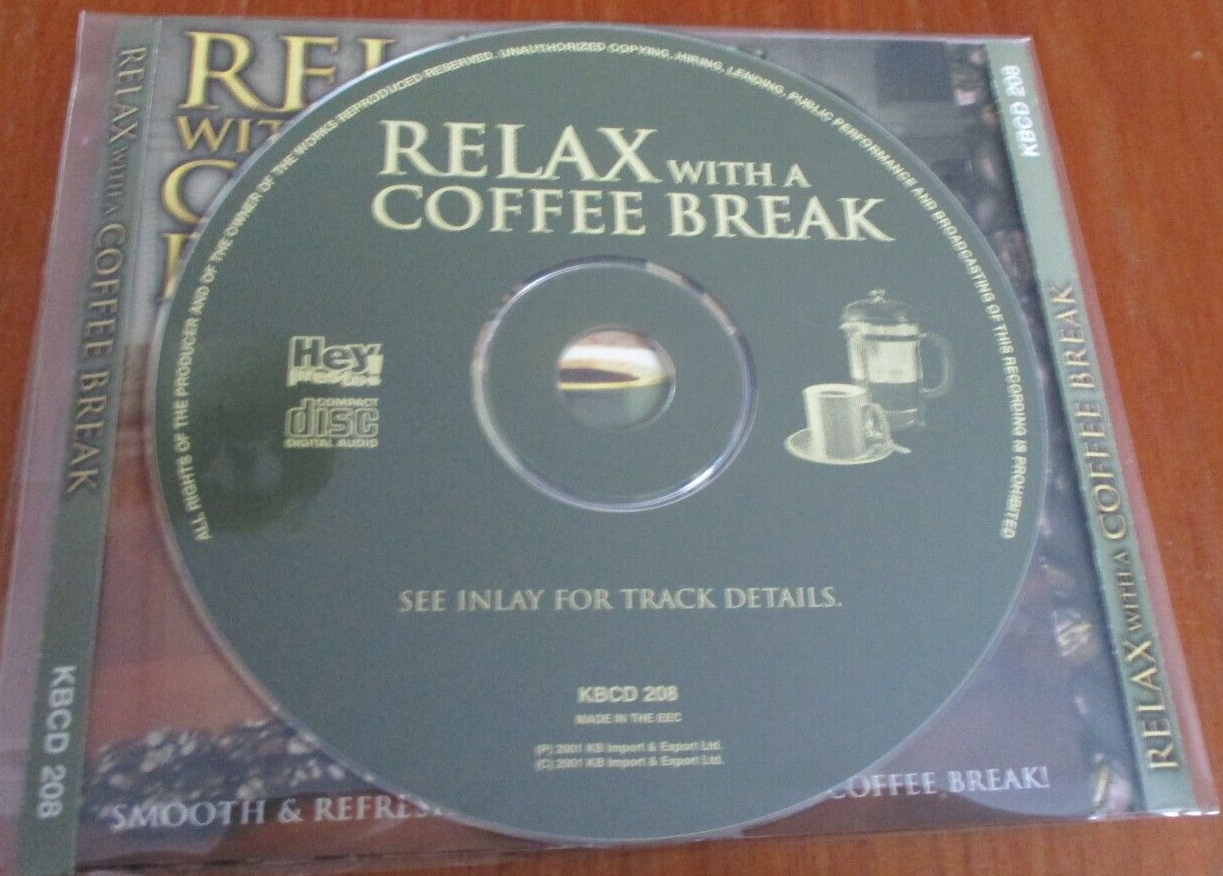 RELAX WITH A COFFEE BREAK
KBCD 208
REL
WIT
SMOOTH & REFRES
COFFEE BREAK!
ALL RIGHTS OF THE PRODUCER AND OF THE OWNER OF THE WORKS REPRODUCED RESERVED. UNAUTHORIZED COPYING, HIRING, LENDING, PUBLIC PERFORMANCE AND BROADCASTING OF THIS RECORDING IS PROHIBITED
RELAX WITH A
COFFEE BREAK
Hey
COMPACT
disc
DIGITAL AUDIO
SEE INLAY FOR TRACK DETAILS.
KBCD 208
MADE IN THE EEC
(P) 2001 KB Import & Export Ltd.
(C) 2001 KB Import & Export Ltd.
KBCD 208
RELAX WITH A COFFEE BREAK